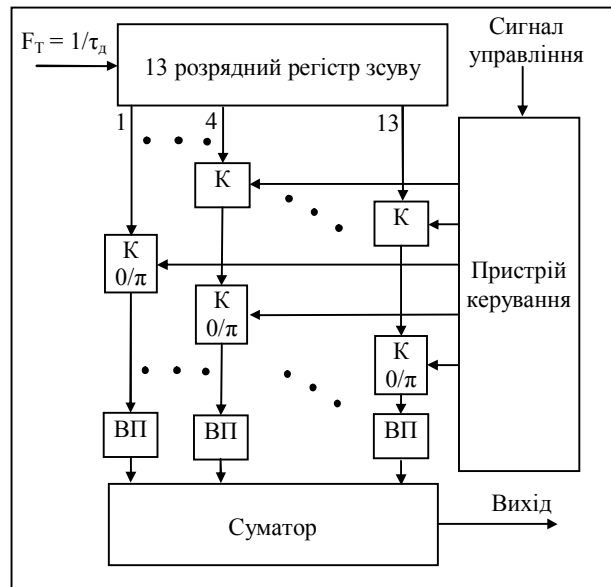 Сигнал
управління
F_T = 1/τ_д
13 розрядний регістр зсуву
1
4
13
К
К
К
0/π
К
0/π
К
0/π
Пристрій
керування
ВП
ВП
ВП
Суматор
Вихід